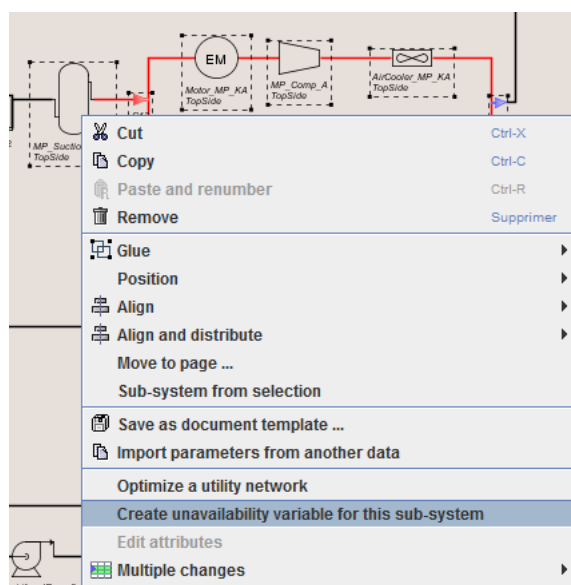 EM
Motor_MP_KA
TopSide
MP_Comp_A
TopSide
AirCooler_MP_KA
TopSide
MP_Suctio
TopSide
Cut Ctrl-X
Copy Ctrl-C
Paste and renumber Ctrl-R
Remove Supprimer
Glue
Position
Align
Align and distribute
Move to page ...
Sub-system from selection
Save as document template ...
Import parameters from another data
Optimize a utility network
Create unavailability variable for this sub-system
Edit attributes
Multiple changes